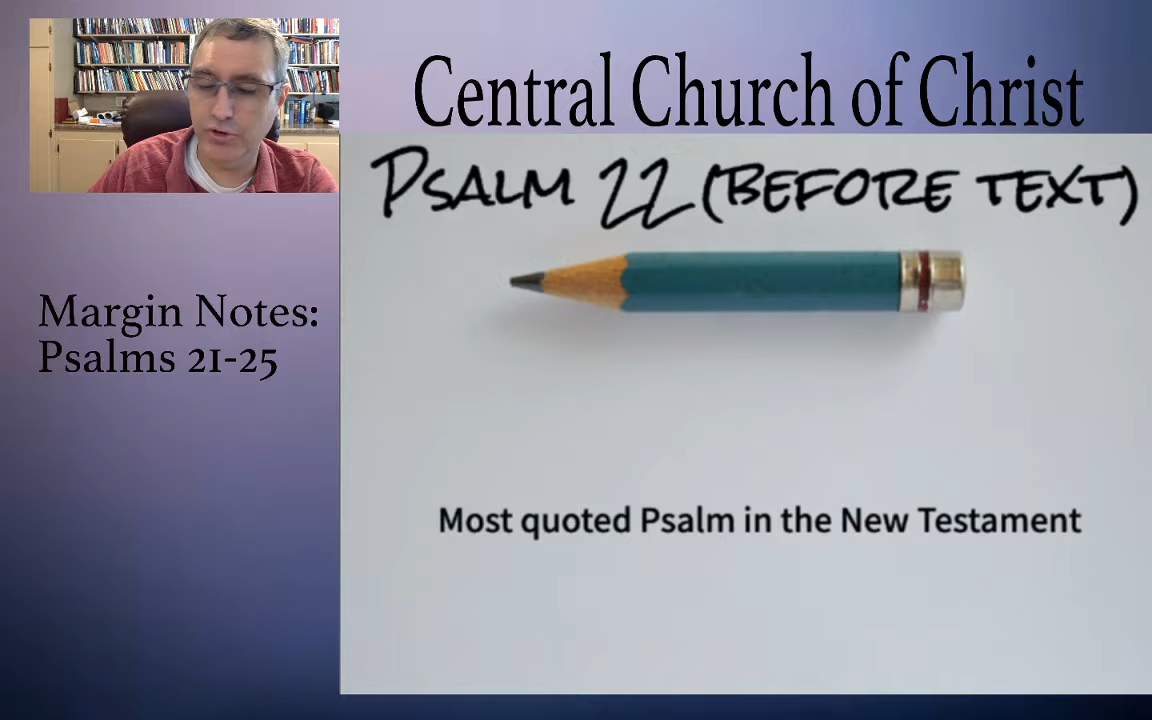 Central Church of Christ
Psalm 22 (before text)
Margin Notes:
Psalms 21-25
Most quoted Psalm in the New Testament